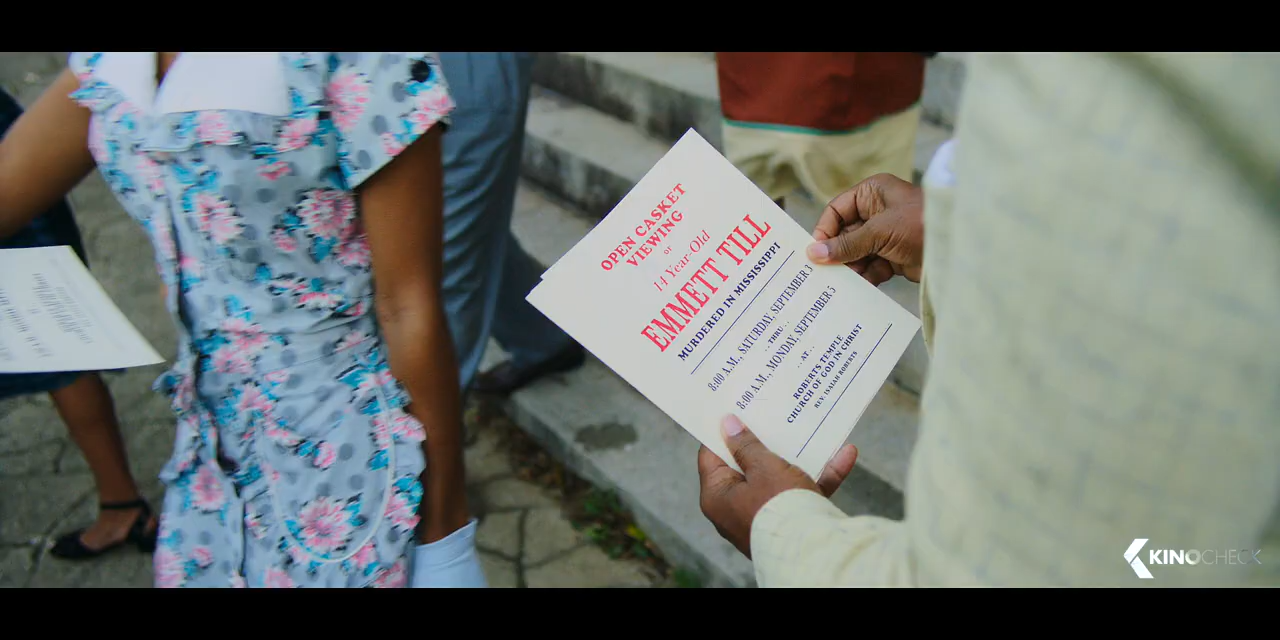 OPEN CASKET
VIEWING
OF
14 Year-Old
EMMETT TILL
MURDERED IN MISSISSIPPI
8:00 A.M., SATURDAY, SEPTEMBER 3
. . THRU . .
8:00 A.M., MONDAY, SEPTEMBER 5
. . AT . .
ROBERTS TEMPLE
CHURCH OF GOD IN CHRIST
REV. ISAIAH ROBERTS
KINOCHECK